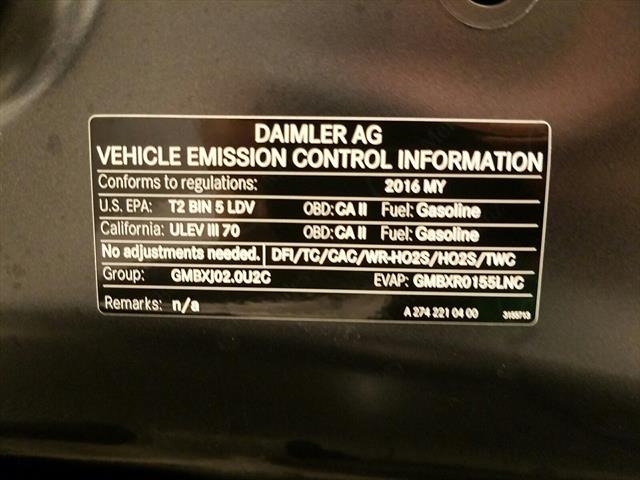 DAIMLER AG
VEHICLE EMISSION CONTROL INFORMATION
Conforms to regulations: 2016 MY
U.S. EPA: T2 BIN 5 LDV OBD: CA II Fuel: Gasoline
California: ULEV III 70 OBD: CA II Fuel: Gasoline
No adjustments needed. DFI/TC/CAC/WR-HO2S/HO2S/TWC
Group: GMBXJ02.0U2C EVAP: GMBXR0155LNC
Remarks: n/a A 274 221 04 00 3155713